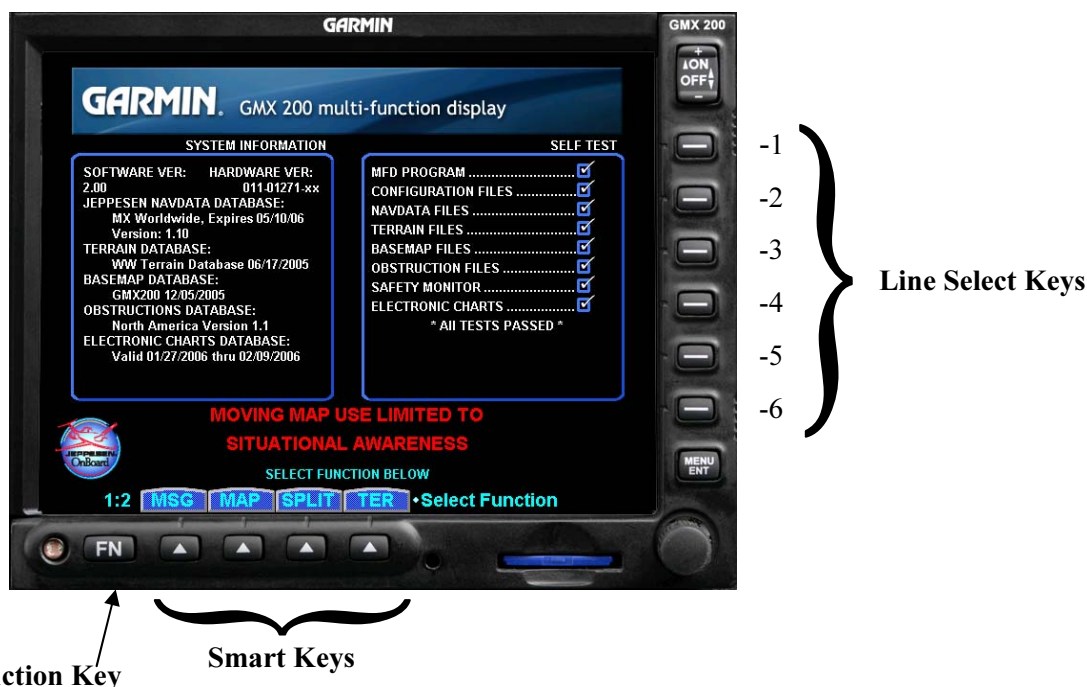 GARMIN
GMX 200
+
ON
OFF
-
GARMIN. GMX 200 multi-function display
SYSTEM INFORMATION
SOFTWARE VER: HARDWARE VER:
2.00 011-01271-xx
JEPPESEN NAVDATA DATABASE:
MX Worldwide, Expires 05/10/06
Version: 1.10
TERRAIN DATABASE:
WW Terrain Database 06/17/2005
BASEMAP DATABASE:
GMX200 12/05/2005
OBSTRUCTIONS DATABASE:
North America Version 1.1
ELECTRONIC CHARTS DATABASE:
Valid 01/27/2006 thru 02/09/2006
SELF TEST
MFD PROGRAM ...........................
CONFIGURATION FILES ...............
NAVDATA FILES ..........................
TERRAIN FILES ...........................
BASEMAP FILES ..........................
OBSTRUCTION FILES ..................
SAFETY MONITOR .......................
ELECTRONIC CHARTS .................
* All TESTS PASSED *
MOVING MAP USE LIMITED TO
SITUATIONAL AWARENESS
JEPPESEN
OnBoard
SELECT FUNCTION BELOW
1:2 MSG MAP SPLIT TER Select Function
-1
-2
-3
-4
-5
-6
Line Select Keys
MENU
ENT
FN
Smart Keys
ction Key